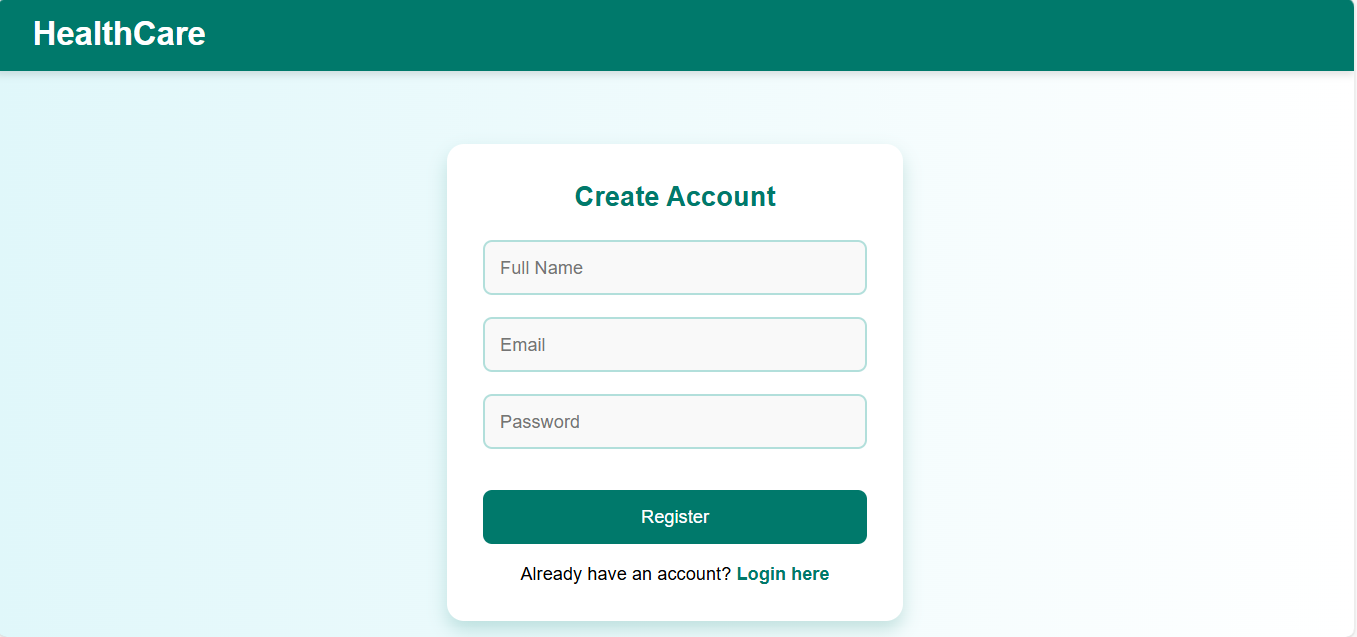 HealthCare
Create Account
Full Name
Email
Password
Register
Already have an account? Login here